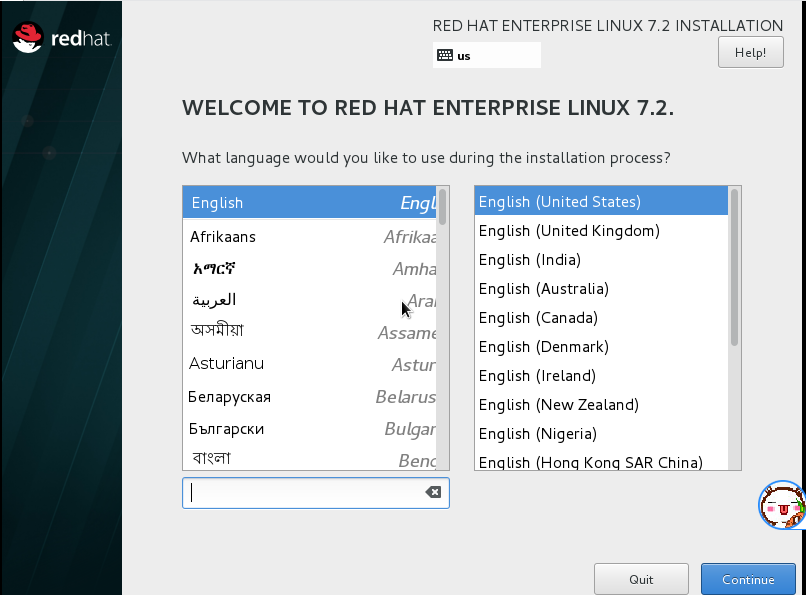 redhat.
RED HAT ENTERPRISE LINUX 7.2 INSTALLATION
us
Help!
WELCOME TO RED HAT ENTERPRISE LINUX 7.2.
What language would you like to use during the installation process?
English Engl
Afrikaans Afrikaa
አማርኛ Amha
العربية Ara
অসমীয়া Assame
Asturianu Astur
Беларуская Belarus
Български Bulgar
বাংলা Beng
English (United States)
English (United Kingdom)
English (India)
English (Australia)
English (Canada)
English (Denmark)
English (Ireland)
English (New Zealand)
English (Nigeria)
English (Hong Kong SAR China)
Quit
Continue